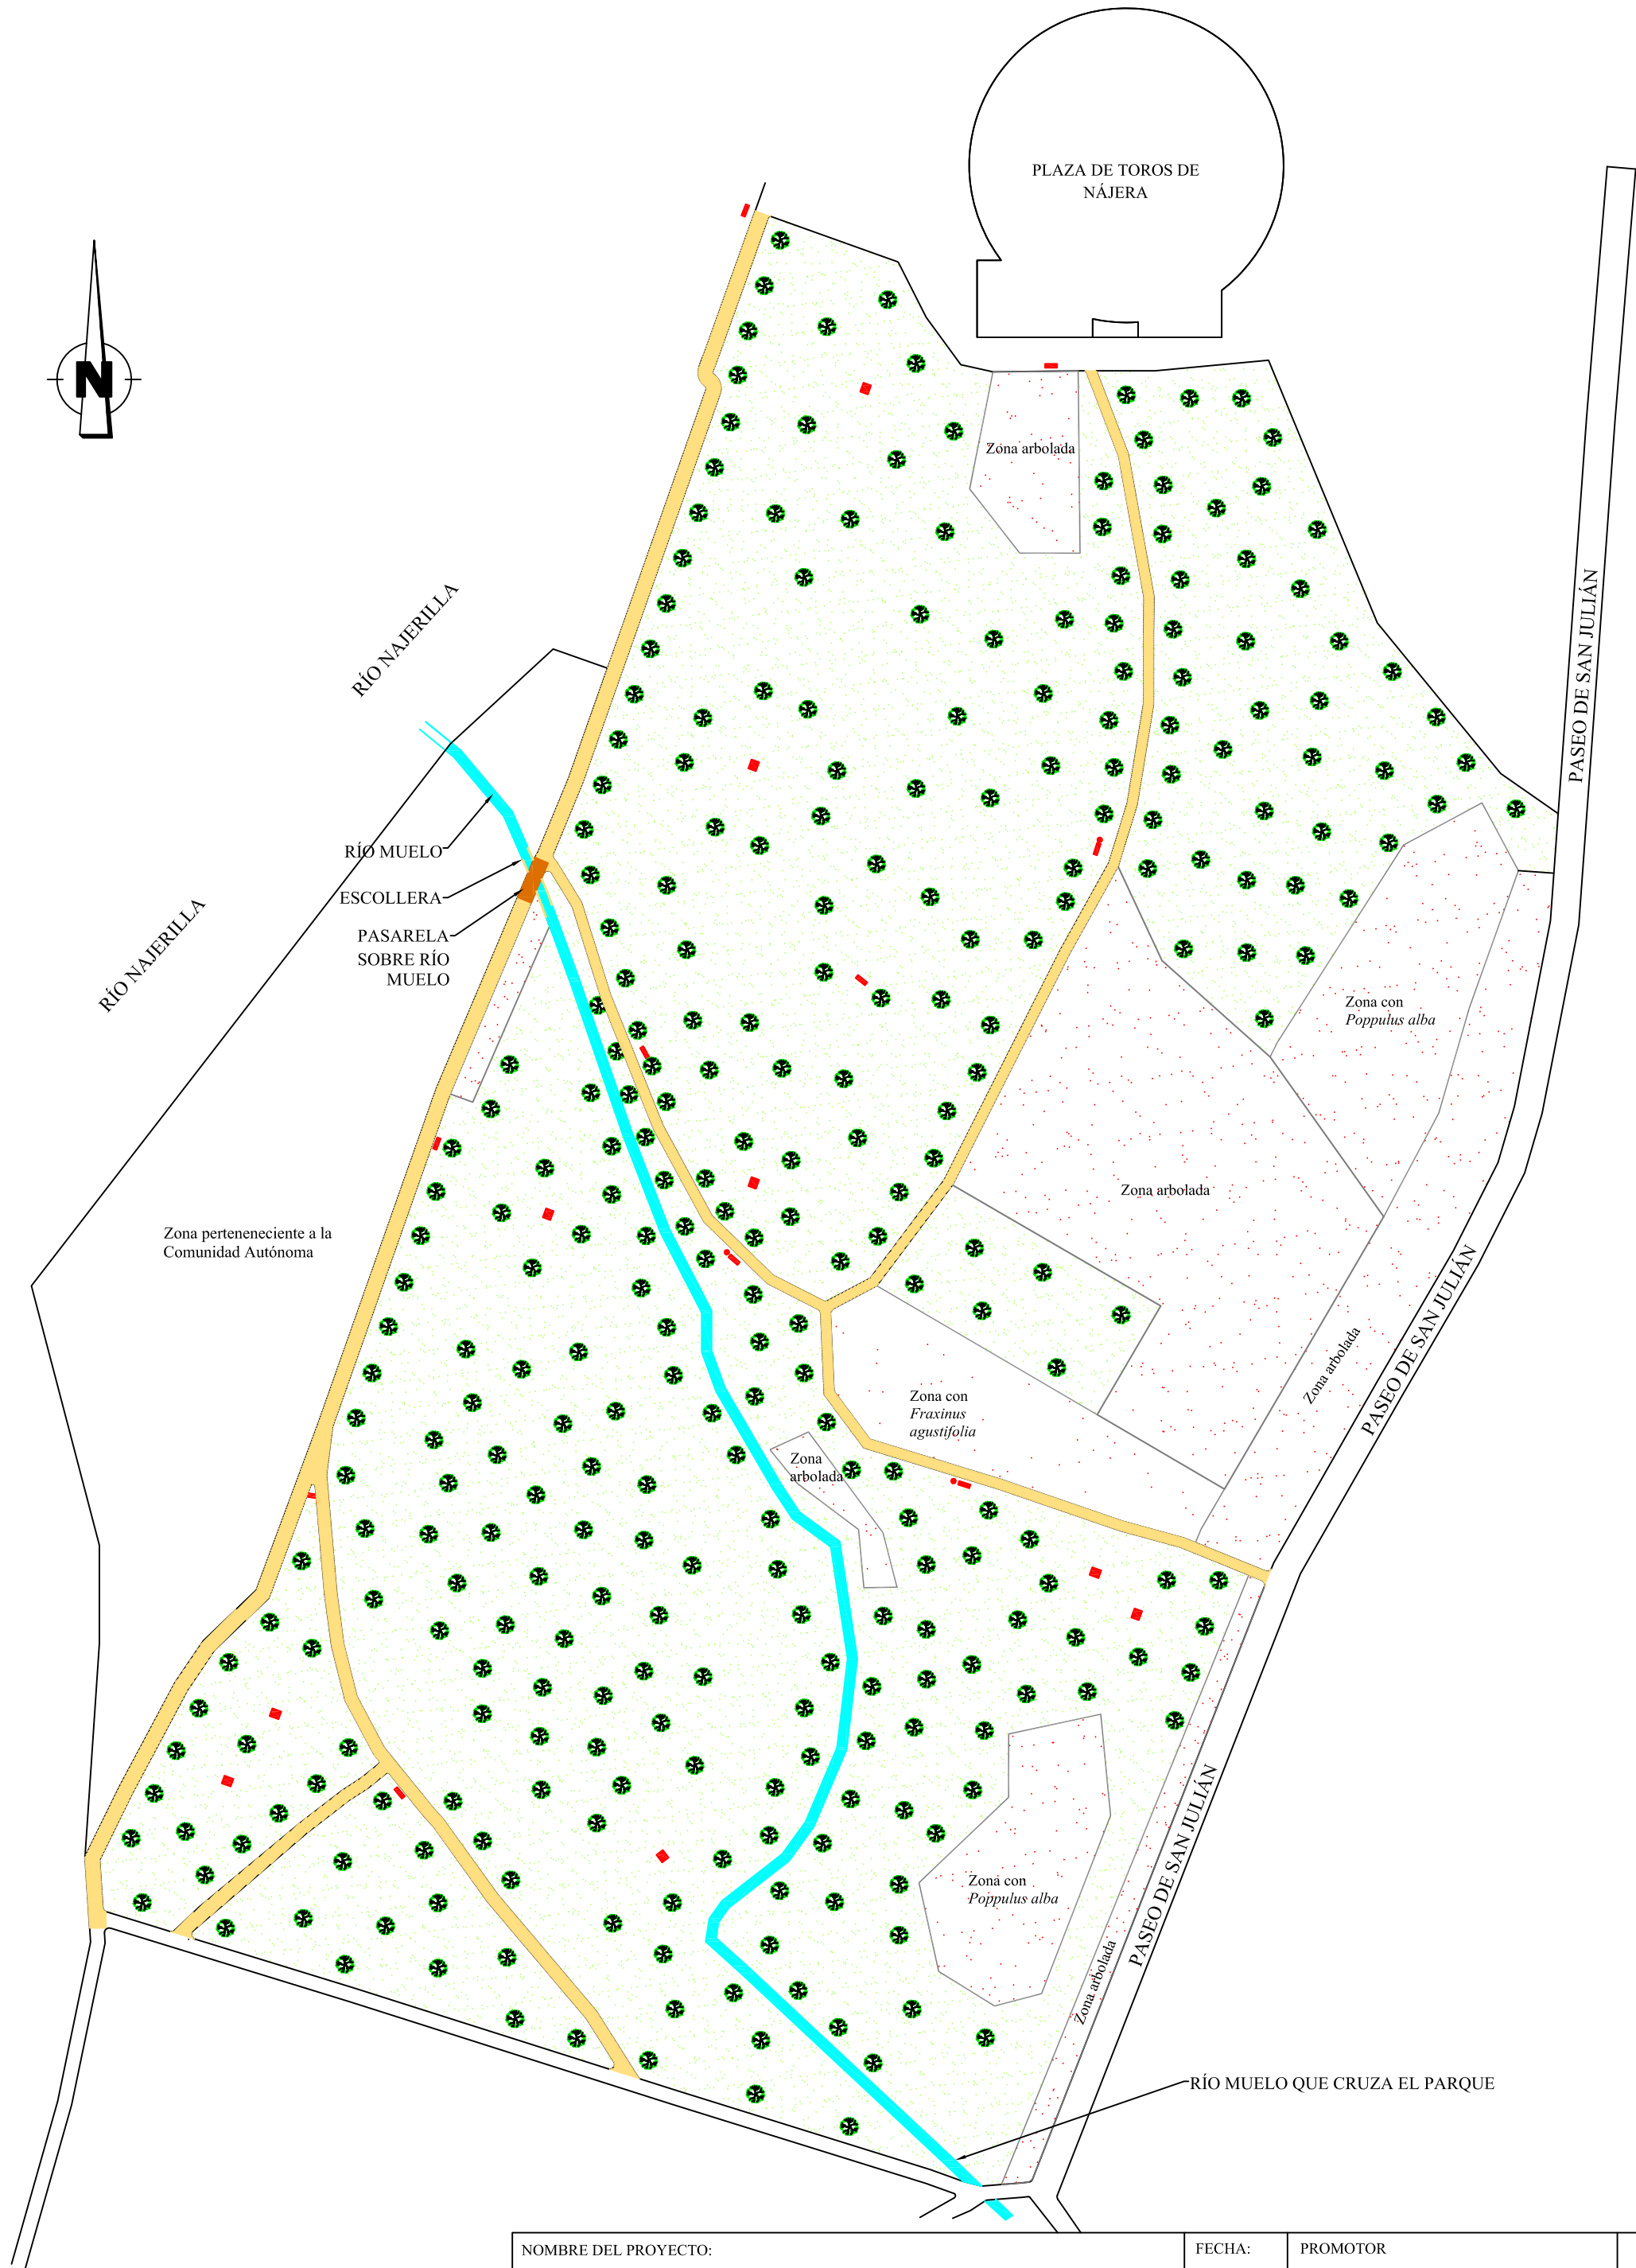 PLAZA DE TOROS DE
NÁJERA
N
Zona arbolada
PASEO DE SAN JULIÁN
RÍO NAJERILLA
RÍO MUELO
ESCOLLERA
PASARELA
SOBRE RÍO
MUELO
RÍO NAJERILLA
Zona con
Poppulus alba
Zona arbolada
Zona perteneneciente a la
Comunidad Autónoma
PASEO DE SAN JULIÁN
Zona arbolada
Zona con
Fraxinus
agustifolia
Zona
arbolada
PASEO DE SAN JULIÁN
Zona con
Poppulus alba
Zona arbolada
RÍO MUELO QUE CRUZA EL PARQUE
NOMBRE DEL PROYECTO:
FECHA:
PROMOTOR